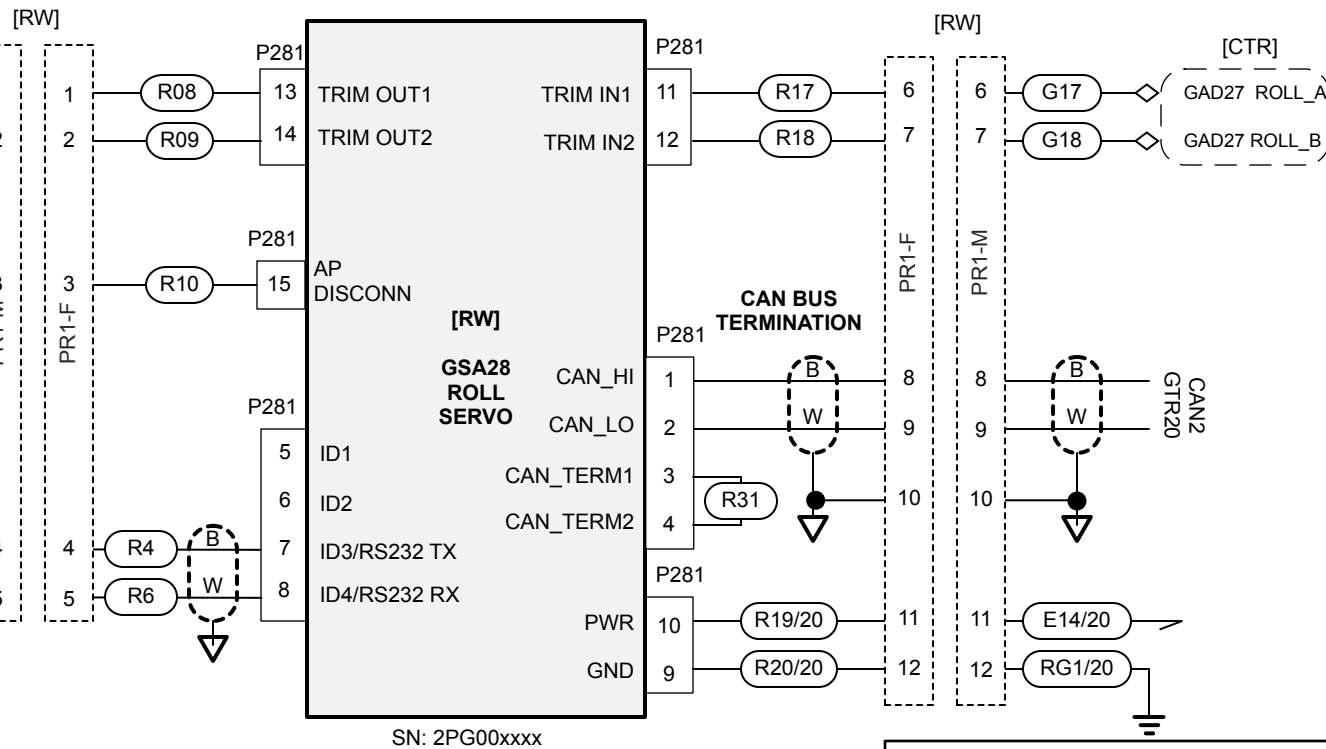 [RW]
[RW]
[CTR]
P281
P281
1
R08
13
TRIM OUT1
TRIM IN1
11
R17
6
6
G17
GAD27 ROLL_A
2
2
R09
14
TRIM OUT2
TRIM IN2
12
R18
7
7
G18
GAD27 ROLL_B
P281
3
R10
15
AP
DISCONN
PR1-F
PR1-F
PR1-M
[RW]
GSA28
ROLL
SERVO
CAN BUS
TERMINATION
P281
CAN_HI
1
B
8
8
B
CAN_LO
2
W
9
9
W
CAN2
GTR20
CAN_TERM1
3
R31
CAN_TERM2
4
10
10
P281
5
ID1
6
ID2
4
R4
B
7
ID3/RS232 TX
5
R6
W
8
ID4/RS232 RX
P281
PWR
10
R19/20
11
11
E14/20
GND
9
R20/20
12
12
RG1/20
SN: 2PG00xxxx